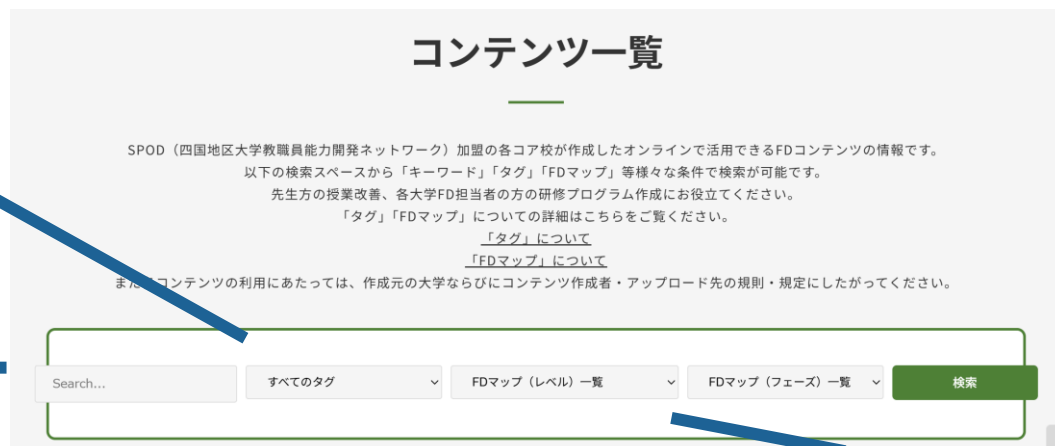 コンテンツ一覧
SPOD（四国地区大学教職員能力開発ネットワーク）加盟の各コア校が作成したオンラインで活用できるFDコンテンツの情報です。
以下の検索スペースから「キーワード」「タグ」「FDマップ」等様々な条件で検索が可能です。
先生方の授業改善、各大学FD担当者の方の研修プログラム作成にお役立てください。
「タグ」「FDマップ」についての詳細はこちらをご覧ください。
「タグ」について
「FDマップ」について
また コンテンツの利用にあたっては、作成元の大学ならびにコンテンツ作成者・アップロード先の規則・規定にしたがってください。
Search... すべてのタグ FDマップ（レベル）一覧 FDマップ（フェーズ）一覧 検索